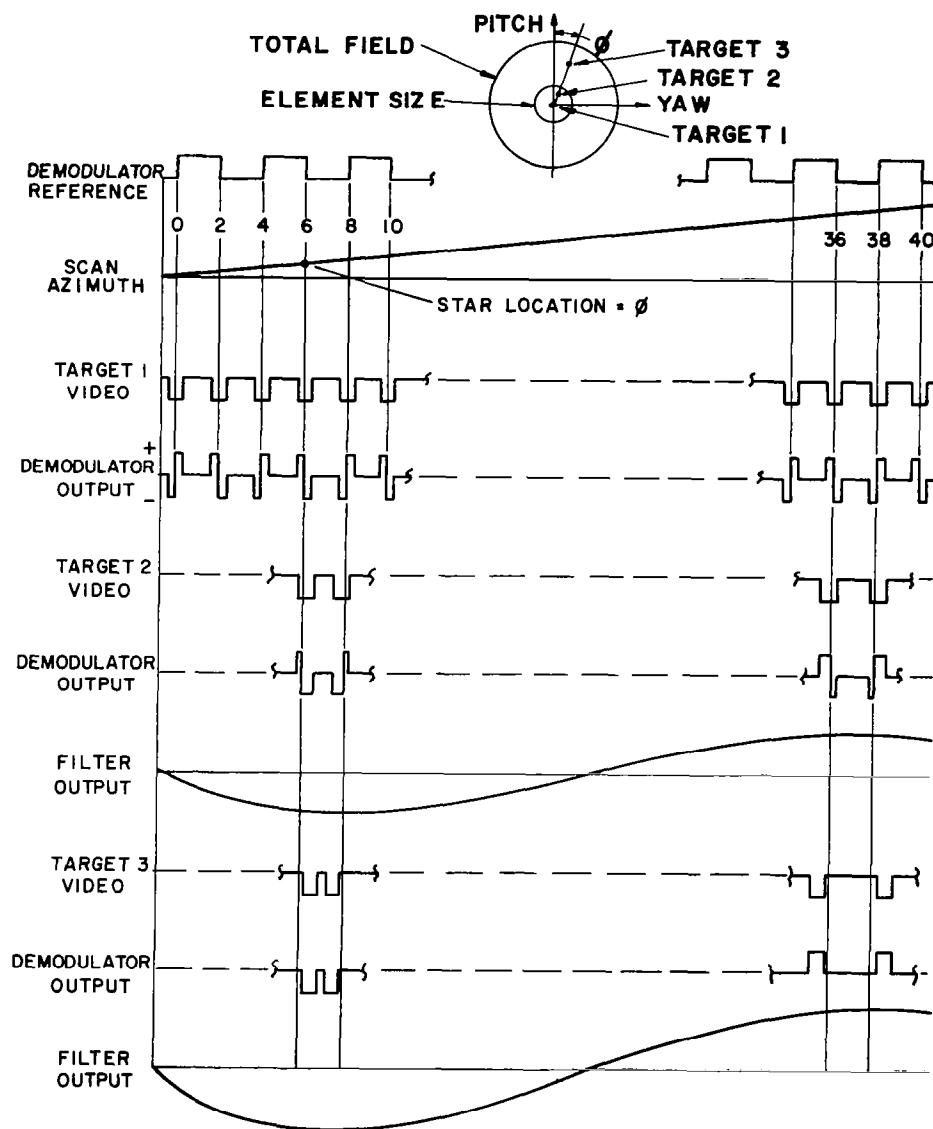 PITCH
φ
TOTAL FIELD
TARGET 3
TARGET 2
ELEMENT SIZE
YAW
TARGET 1
DEMODULATOR
REFERENCE
0 2 4 6 8 10 36 38 40
SCAN
AZIMUTH
STAR LOCATION = φ
TARGET 1
VIDEO
+
DEMODULATOR
OUTPUT
−
TARGET 2
VIDEO
DEMODULATOR
OUTPUT
FILTER
OUTPUT
TARGET 3
VIDEO
DEMODULATOR
OUTPUT
FILTER
OUTPUT